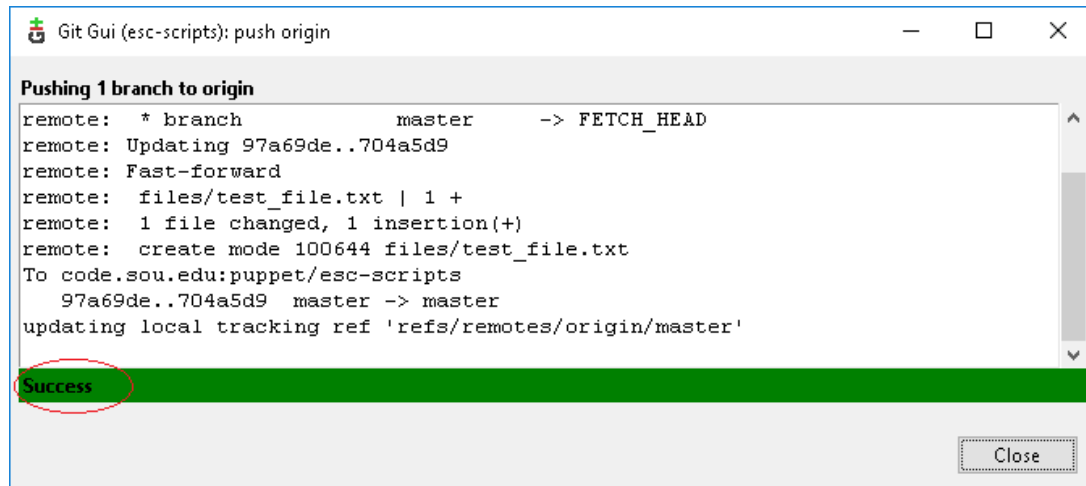 Git Gui (esc-scripts): push origin
Pushing 1 branch to origin
remote:  * branch            master     -> FETCH_HEAD
remote: Updating 97a69de..704a5d9
remote: Fast-forward
remote:  files/test_file.txt | 1 +
remote:  1 file changed, 1 insertion(+)
remote:  create mode 100644 files/test_file.txt
To code.sou.edu:puppet/esc-scripts
   97a69de..704a5d9  master -> master
updating local tracking ref 'refs/remotes/origin/master'
Success
Close